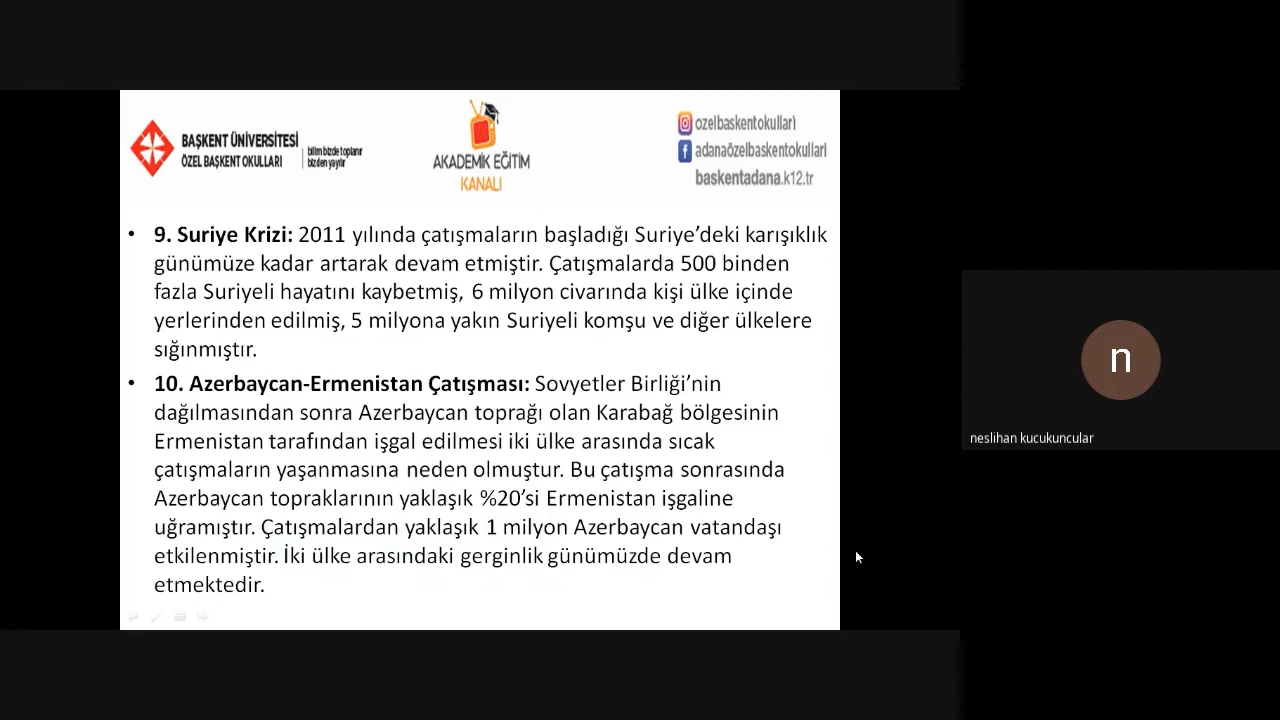 BAŞKENT ÜNİVERSİTESİ
ÖZEL BAŞKENT OKULLARI
bilim bizde toplanır
bizden yayılır
AKADEMİK EĞİTİM
KANALI
ozelbaskentokullari
adanaözelbaskentokullari
baskentadana.k12.tr
• 9. Suriye Krizi: 2011 yılında çatışmaların başladığı Suriye’deki karışıklık
günümüze kadar artarak devam etmiştir. Çatışmalarda 500 binden
fazla Suriyeli hayatını kaybetmiş, 6 milyon civarında kişi ülke içinde
yerlerinden edilmiş, 5 milyona yakın Suriyeli komşu ve diğer ülkelere
sığınmıştır.
• 10. Azerbaycan-Ermenistan Çatışması: Sovyetler Birliği’nin
dağılmasından sonra Azerbaycan toprağı olan Karabağ bölgesinin
Ermenistan tarafından işgal edilmesi iki ülke arasında sıcak
çatışmaların yaşanmasına neden olmuştur. Bu çatışma sonrasında
Azerbaycan topraklarının yaklaşık %20’si Ermenistan işgaline
uğramıştır. Çatışmalardan yaklaşık 1 milyon Azerbaycan vatandaşı
etkilenmiştir. İki ülke arasındaki gerginlik günümüzde devam
etmektedir.
n
neslihan kucukuncular